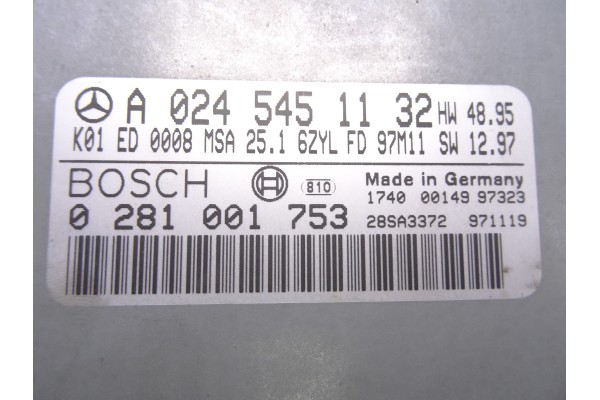 A 024 545 11 32 HW 48.95
K01 ED 0008 MSA 25.1 6ZYL FD 97M11 SW 12.97
BOSCH 810 Made in Germany
1740 00149 97323
0 281 001 753 28SA3372 971119